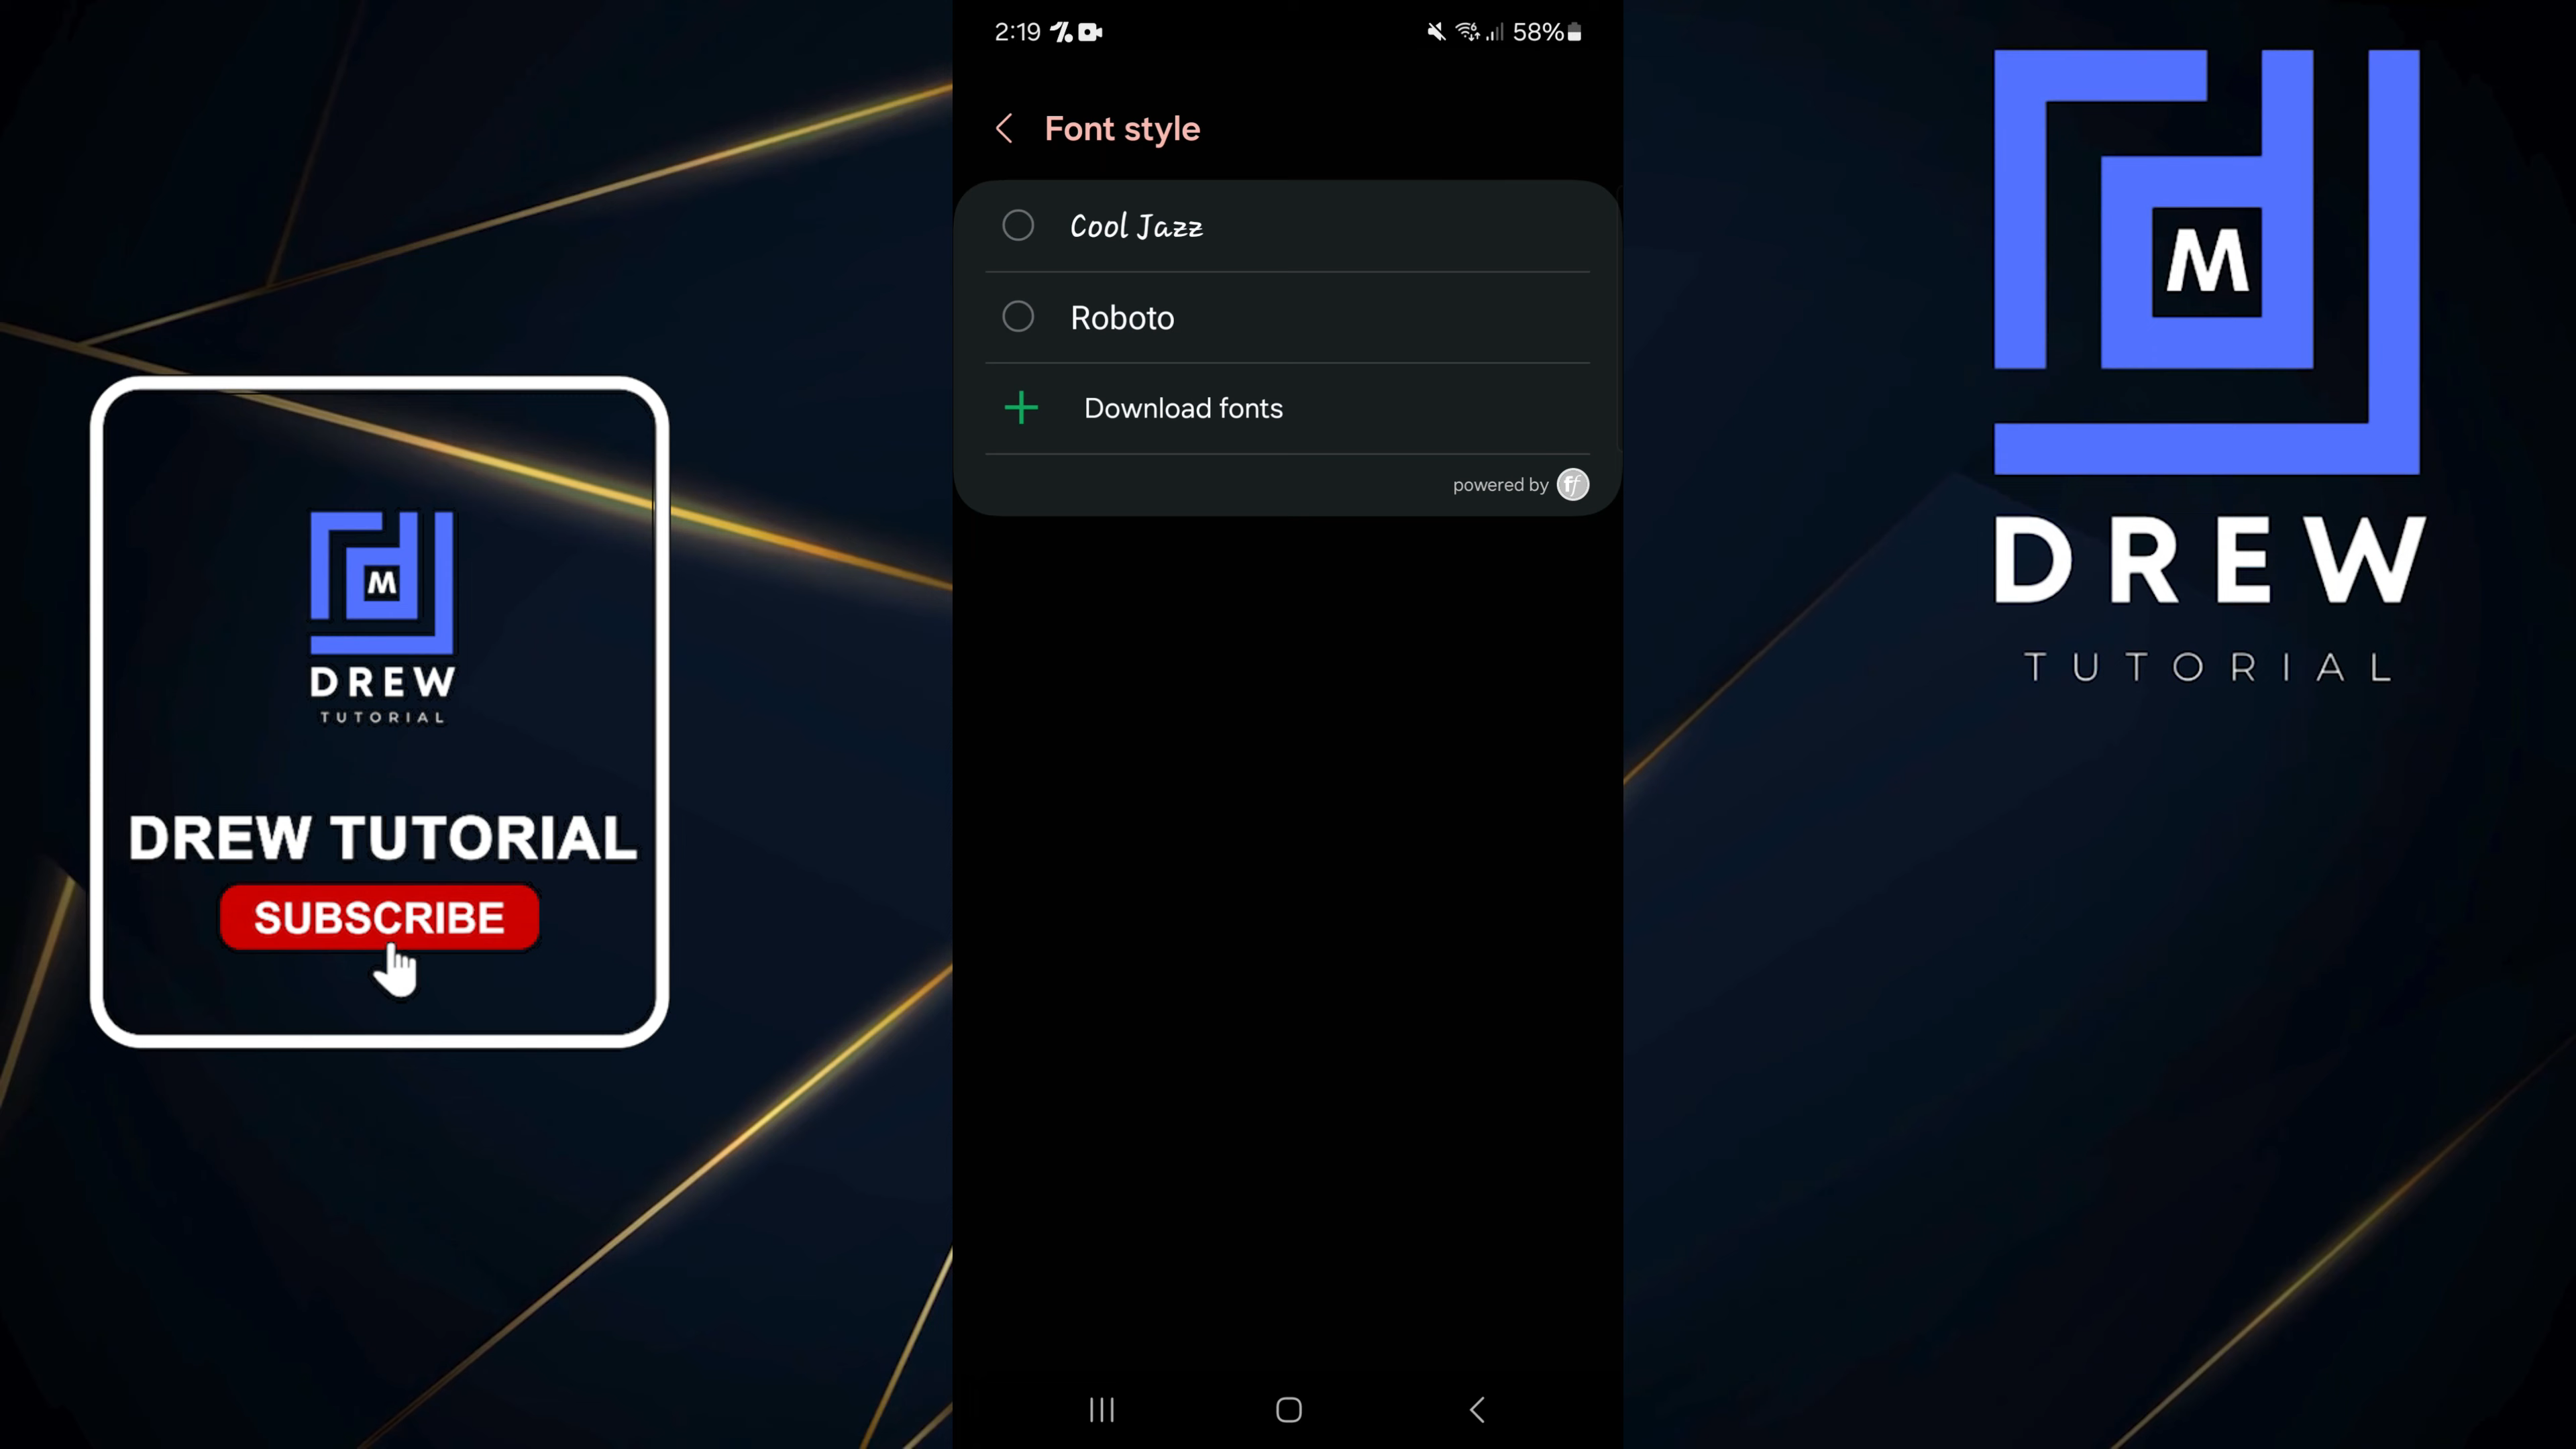 2:19
58%
Font style
Cool Jazz
Roboto
Download fonts
powered by ff
M
DREW
TUTORIAL
DREW TUTORIAL
SUBSCRIBE
M
DREW
TUTORIAL